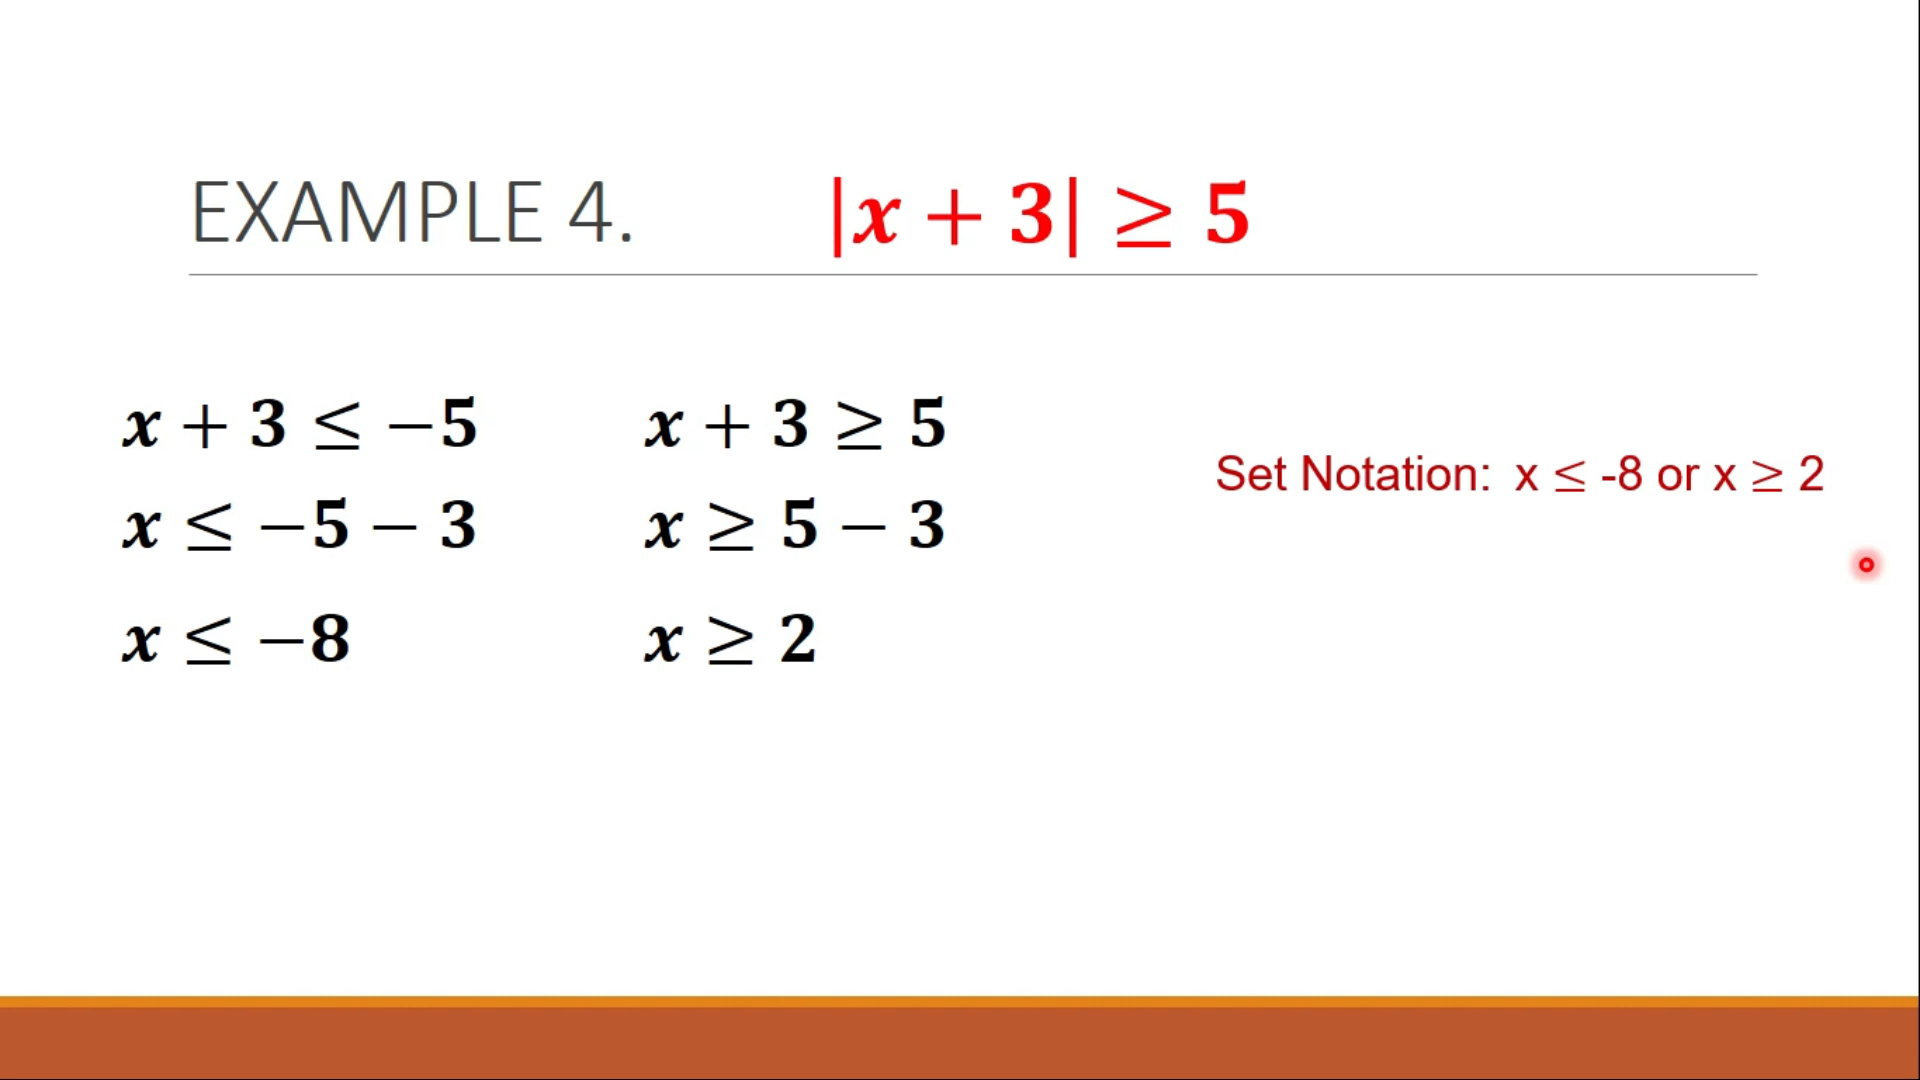 EXAMPLE 4. |x + 3| ≥ 5
x + 3 ≤ −5
x ≤ −5 − 3
x ≤ −8
x + 3 ≥ 5
x ≥ 5 − 3
x ≥ 2
Set Notation: x ≤ -8 or x ≥ 2